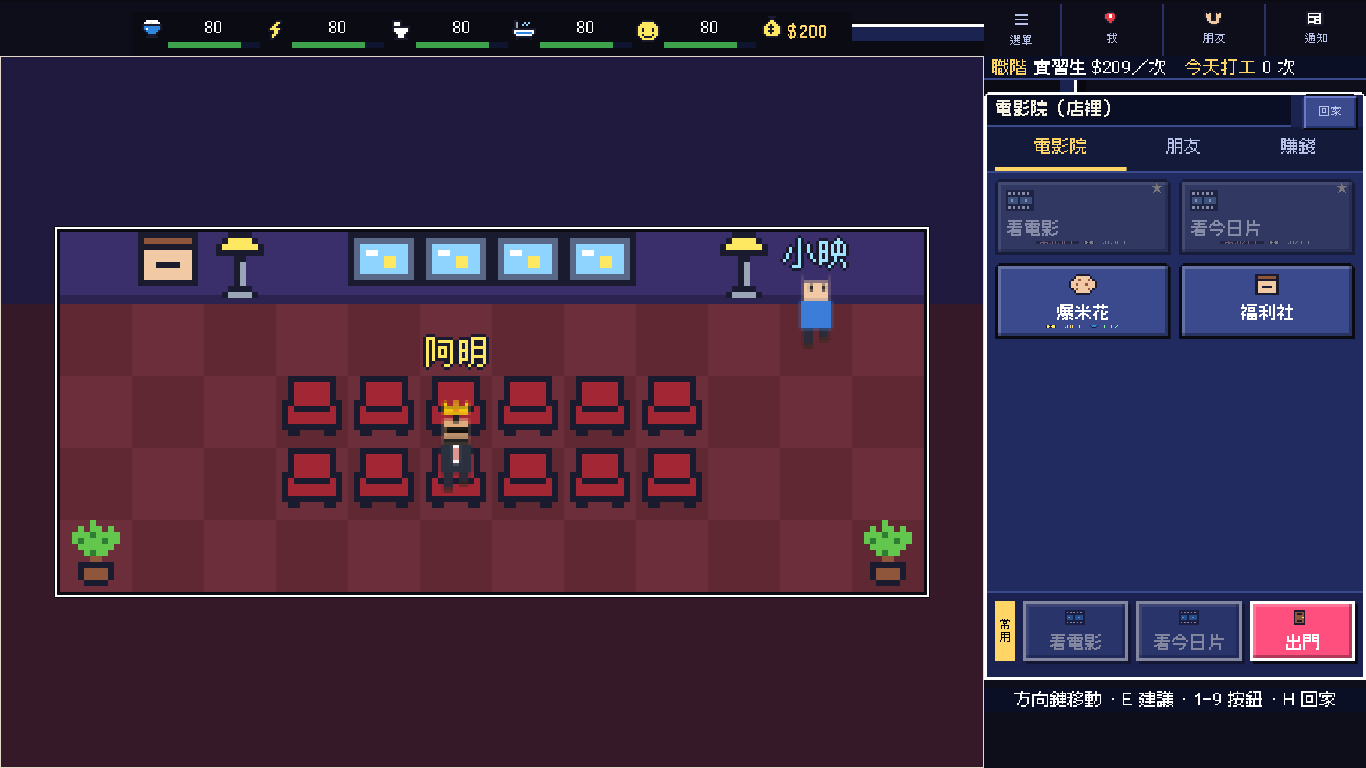 80 80 80 80 80 $200
選單 我 朋友 通知
職階 實習生 $209／次 今天打工 0 次
電影院（店裡） 回家
電影院 朋友 賺錢
看電影 看今日片
爆米花 福利社
小映
阿明
常用 看電影 看今日片 出門
方向鍵移動 · E 建議 · 1-9 按鈕 · H 回家